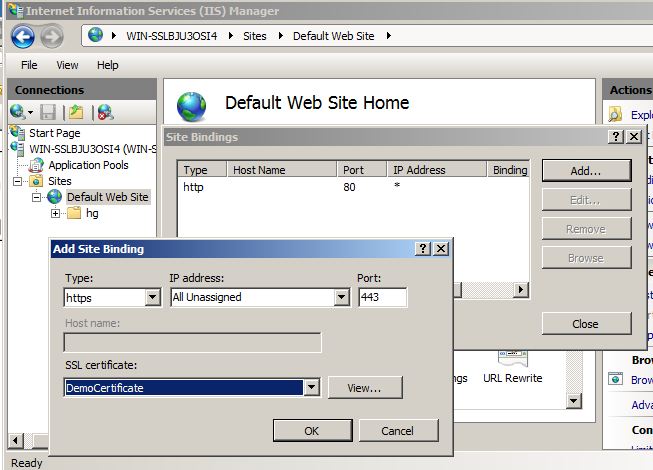 Internet Information Services (IIS) Manager
WIN-SSLBJU3OSI4 Sites Default Web Site
File View Help
Connections
Start Page
WIN-SSLBJU3OSI4 (WIN-S
Application Pools
Sites
Default Web Site
hg
Default Web Site Home
Actions
Explo
Site Bindings
Type Host Name Port IP Address Binding
http 80 *
Add...
Edit...
Remove
Browse
Close
Add Site Binding
Type: IP address: Port:
https All Unassigned 443
Host name:
SSL certificate:
DemoCertificate View...
OK Cancel
ngs URL Rewrite
Brow
Brow
Adva
Con
Ready